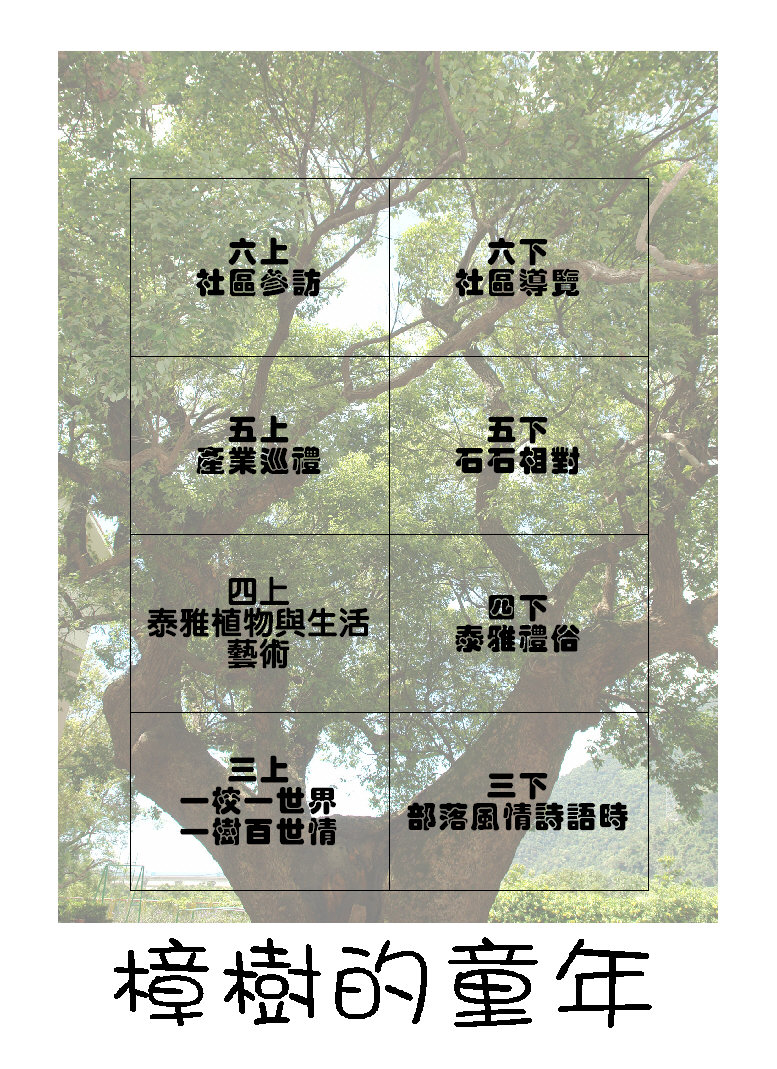 六上
社區參訪
六下
社區導覽
五上
產業巡禮
五下
石石相對
四上
泰雅植物與生活
藝術
四下
泰雅禮俗
三上
一校一世界
一樹百世情
三下
部落風情詩語時
樟樹的童年